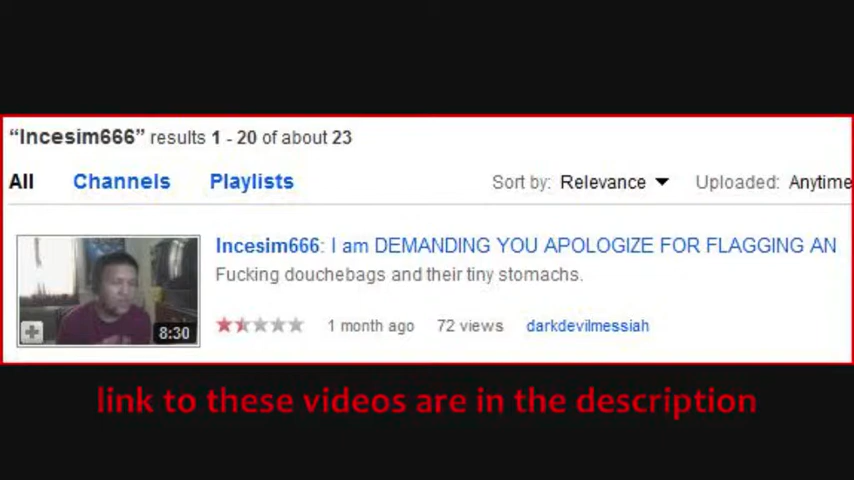 “Incesim666” results 1 - 20 of about 23
All Channels Playlists Sort by: Relevance Uploaded: Anytime
Incesim666: I am DEMANDING YOU APOLOGIZE FOR FLAGGING AN
Fucking douchebags and their tiny stomachs.
8:30 1 month ago 72 views darkdevilmessiah
link to these videos are in the description